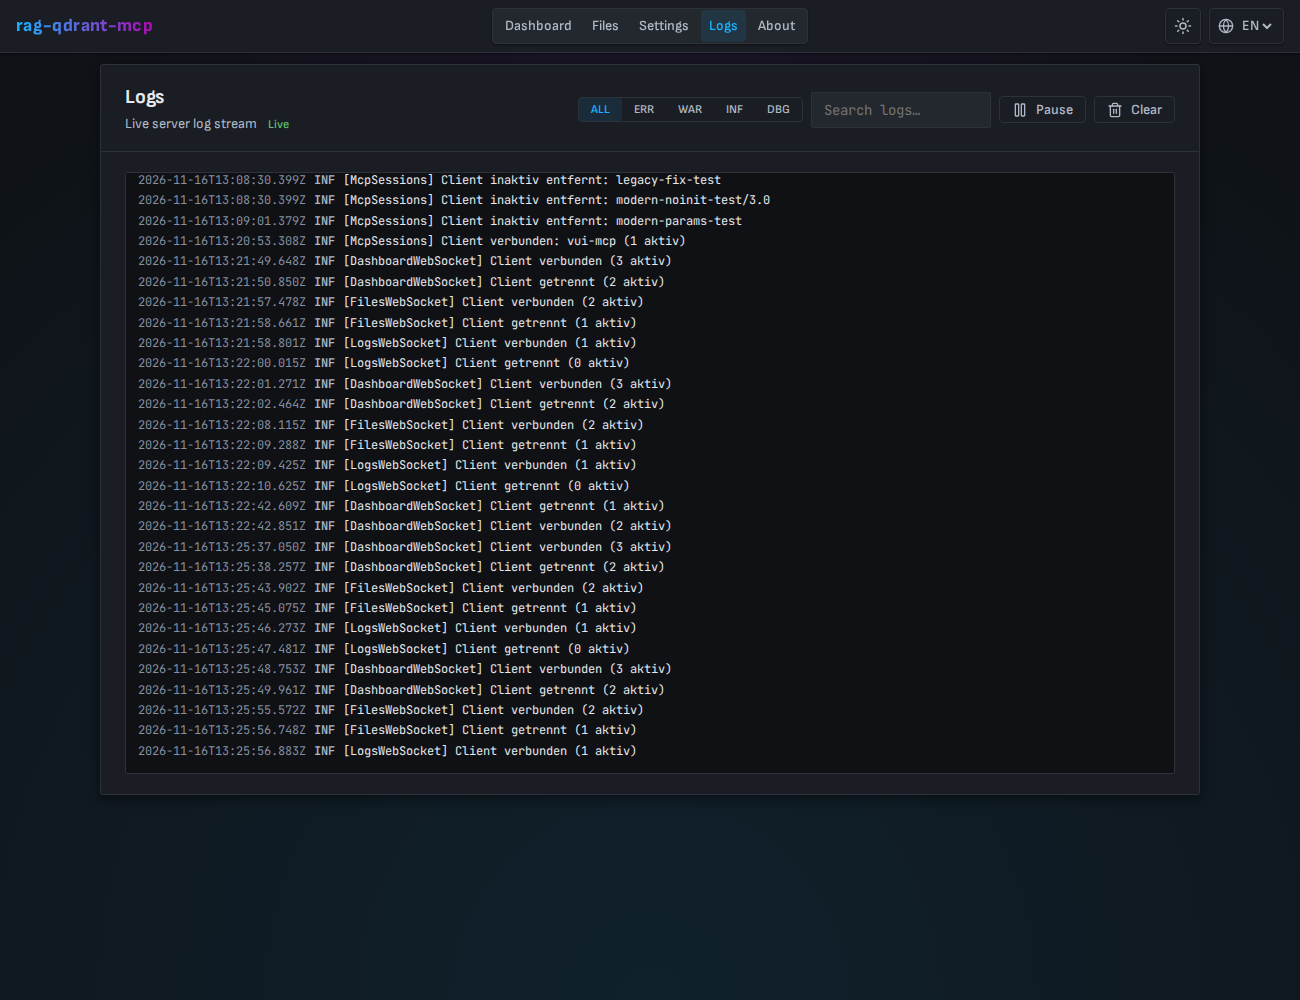 rag-qdrant-mcp
Dashboard Files Settings Logs About
EN
Logs
Live server log stream Live
ALL ERR WAR INF DBG
Search logs…
Pause
Clear
2026-11-16T13:08:30.399Z INF [McpSessions] Client inaktiv entfernt: legacy-fix-test
2026-11-16T13:08:30.399Z INF [McpSessions] Client inaktiv entfernt: modern-noinit-test/3.0
2026-11-16T13:09:01.379Z INF [McpSessions] Client inaktiv entfernt: modern-params-test
2026-11-16T13:20:53.308Z INF [McpSessions] Client verbunden: vui-mcp (1 aktiv)
2026-11-16T13:21:49.648Z INF [DashboardWebSocket] Client verbunden (3 aktiv)
2026-11-16T13:21:50.850Z INF [DashboardWebSocket] Client getrennt (2 aktiv)
2026-11-16T13:21:57.478Z INF [FilesWebSocket] Client verbunden (2 aktiv)
2026-11-16T13:21:58.661Z INF [FilesWebSocket] Client getrennt (1 aktiv)
2026-11-16T13:21:58.801Z INF [LogsWebSocket] Client verbunden (1 aktiv)
2026-11-16T13:22:00.015Z INF [LogsWebSocket] Client getrennt (0 aktiv)
2026-11-16T13:22:01.271Z INF [DashboardWebSocket] Client verbunden (3 aktiv)
2026-11-16T13:22:02.464Z INF [DashboardWebSocket] Client getrennt (2 aktiv)
2026-11-16T13:22:08.115Z INF [FilesWebSocket] Client verbunden (2 aktiv)
2026-11-16T13:22:09.288Z INF [FilesWebSocket] Client getrennt (1 aktiv)
2026-11-16T13:22:09.425Z INF [LogsWebSocket] Client verbunden (1 aktiv)
2026-11-16T13:22:10.625Z INF [LogsWebSocket] Client getrennt (0 aktiv)
2026-11-16T13:22:42.609Z INF [DashboardWebSocket] Client getrennt (1 aktiv)
2026-11-16T13:22:42.851Z INF [DashboardWebSocket] Client verbunden (2 aktiv)
2026-11-16T13:25:37.050Z INF [DashboardWebSocket] Client verbunden (3 aktiv)
2026-11-16T13:25:38.257Z INF [DashboardWebSocket] Client getrennt (2 aktiv)
2026-11-16T13:25:43.902Z INF [FilesWebSocket] Client verbunden (2 aktiv)
2026-11-16T13:25:45.075Z INF [FilesWebSocket] Client getrennt (1 aktiv)
2026-11-16T13:25:46.273Z INF [LogsWebSocket] Client verbunden (1 aktiv)
2026-11-16T13:25:47.481Z INF [LogsWebSocket] Client getrennt (0 aktiv)
2026-11-16T13:25:48.753Z INF [DashboardWebSocket] Client verbunden (3 aktiv)
2026-11-16T13:25:49.961Z INF [DashboardWebSocket] Client getrennt (2 aktiv)
2026-11-16T13:25:55.572Z INF [FilesWebSocket] Client verbunden (2 aktiv)
2026-11-16T13:25:56.748Z INF [FilesWebSocket] Client getrennt (1 aktiv)
2026-11-16T13:25:56.883Z INF [LogsWebSocket] Client verbunden (1 aktiv)